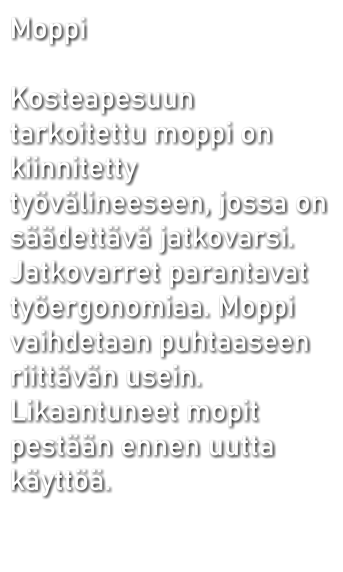 Moppi
Kosteapesuun
tarkoitettu moppi on
kiinnitetty
työvälineeseen, jossa on
säädettävä jatkovarsi.
Jatkovarret parantavat
työergonomiaa. Moppi
vaihdetaan puhtaaseen
riittävän usein.
Likaantuneet mopit
pestään ennen uutta
käyttöä.